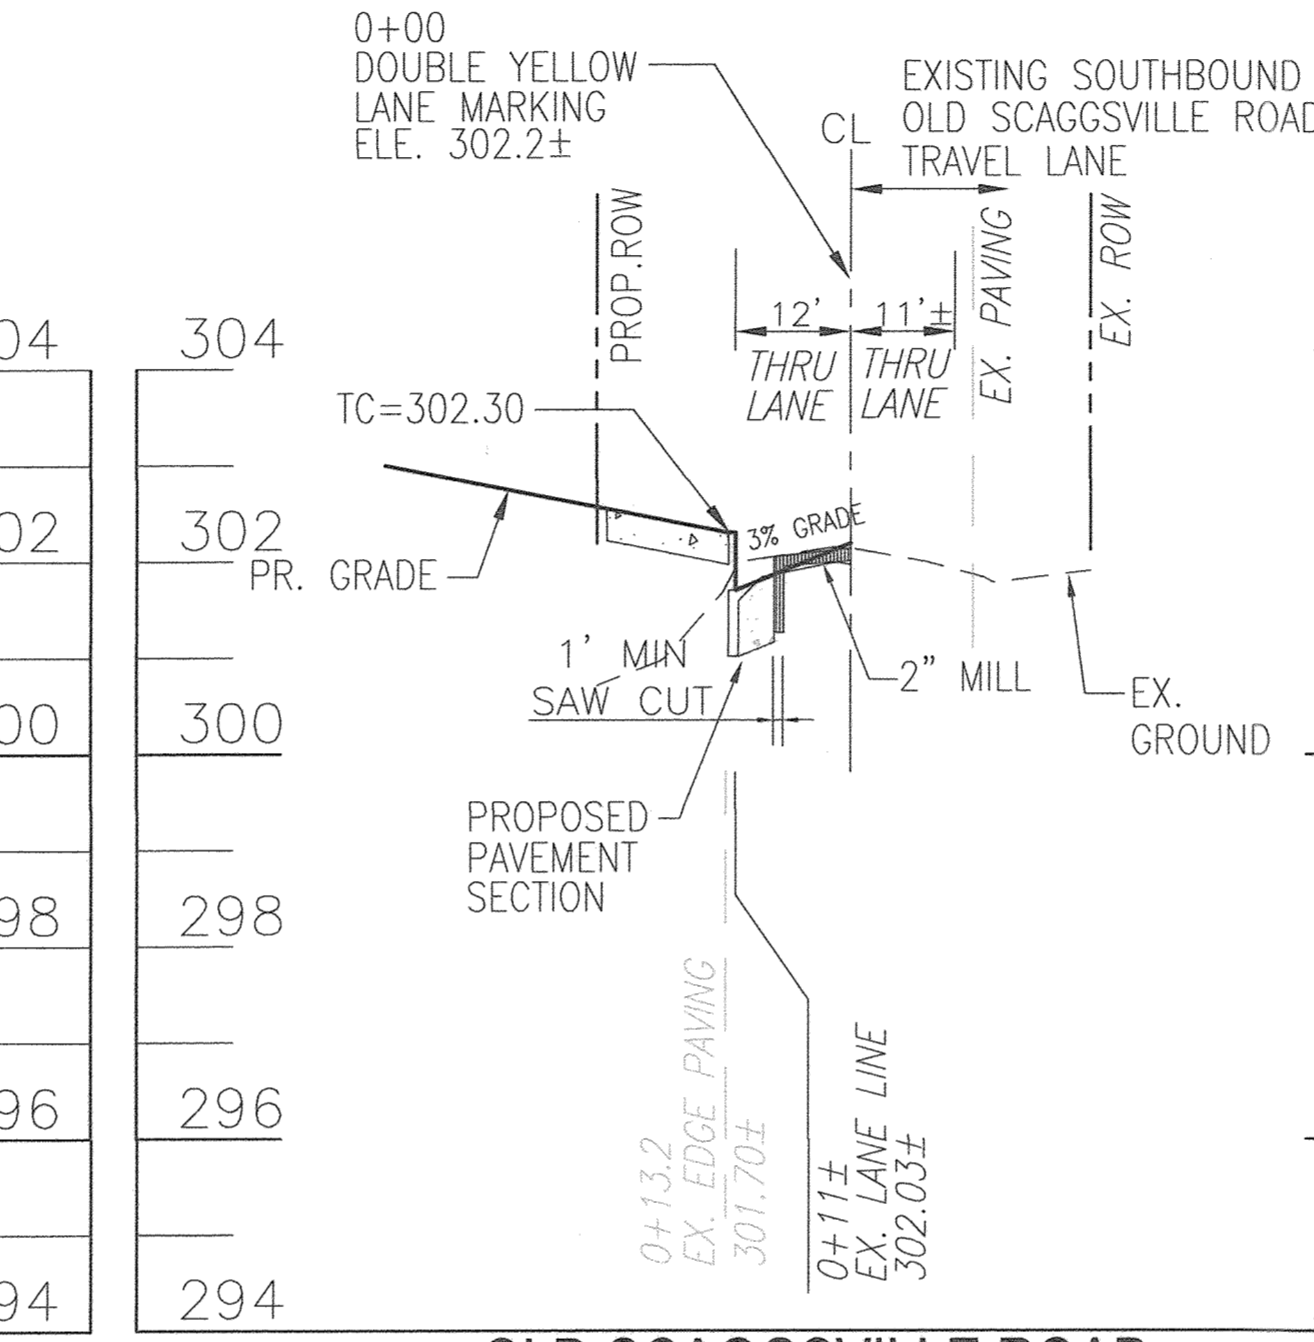 0+00
DOUBLE YELLOW
LANE MARKING
ELE. 302.2±
EXISTING SOUTHBOUND
OLD SCAGGSVILLE ROAD
TRAVEL LANE
CL
PROP.ROW
EX. PAVING
EX. ROW
12'
11'±
THRU
LANE
THRU
LANE
04
304
TC=302.30
02
302
3% GRADE
PR. GRADE
1' MIN
SAW CUT
2" MILL
EX.
GROUND
00
300
PROPOSED
PAVEMENT
SECTION
98
298
0+13.2
EX. EDGE PAVING
301.70±
0+11±
EX. LANE LINE
302.03±
96
296
94
294
OLD SCAGGSVILLE ROAD